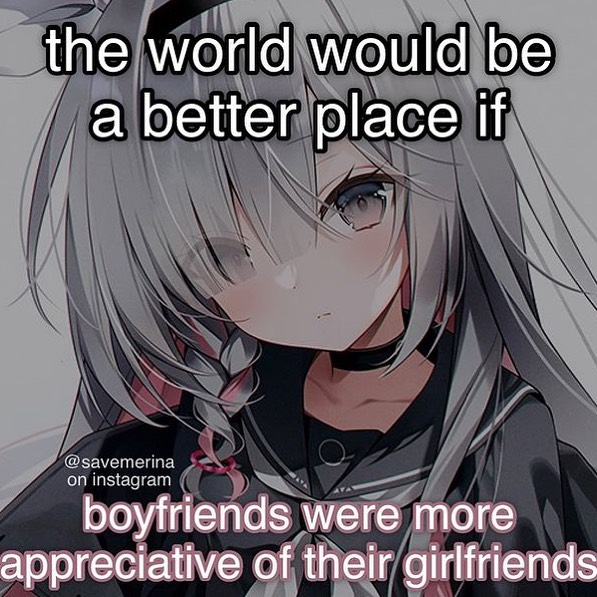 the world would be
a better place if
@savemerina
on instagram
boyfriends were more
appreciative of their girlfriends